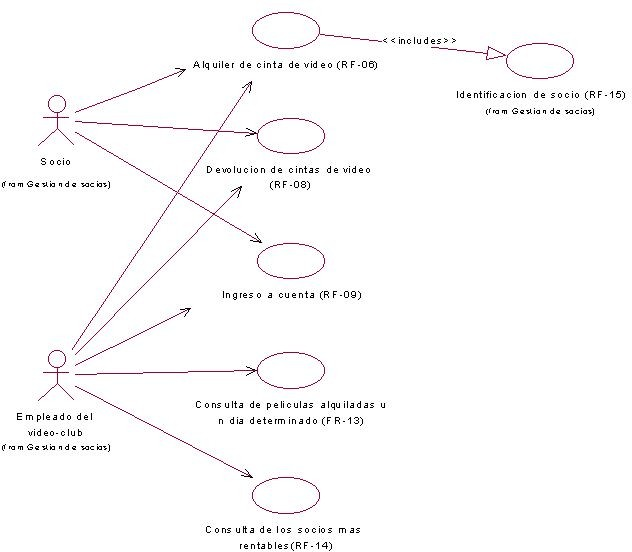 <<includes>>
Alquiler de cinta de video (RF-06)
Identificacion de socio (RF-15)
(from Gestion de socios)
Socio
(from Gestion de socios)
Devolucion de cintas de video
(RF-08)
Ingreso a cuenta (RF-09)
Consulta de peliculas alquiladas u
n dia determinado (FR-13)
Empleado del
video-club
(from Gestion de socios)
Consulta de los socios mas
rentables(RF-14)